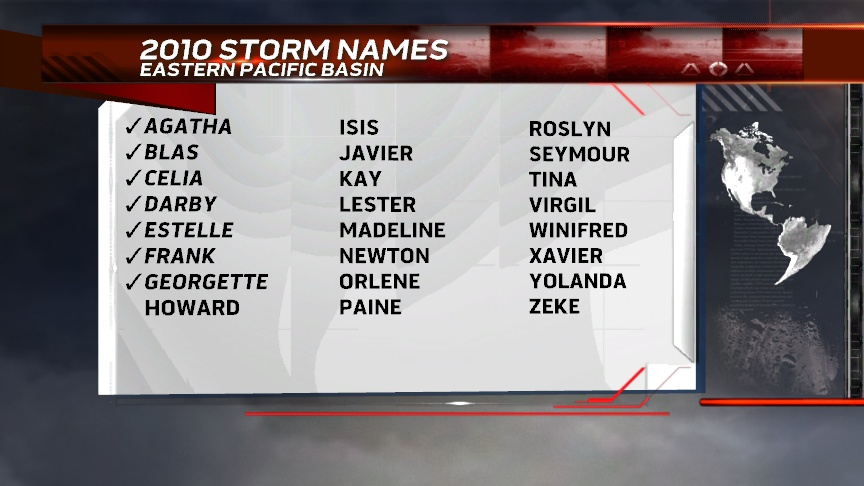 2010 STORM NAMES
EASTERN PACIFIC BASIN
✓AGATHA
✓BLAS
✓CELIA
✓DARBY
✓ESTELLE
✓FRANK
✓GEORGETTE
HOWARD
ISIS
JAVIER
KAY
LESTER
MADELINE
NEWTON
ORLENE
PAINE
ROSLYN
SEYMOUR
TINA
VIRGIL
WINIFRED
XAVIER
YOLANDA
ZEKE